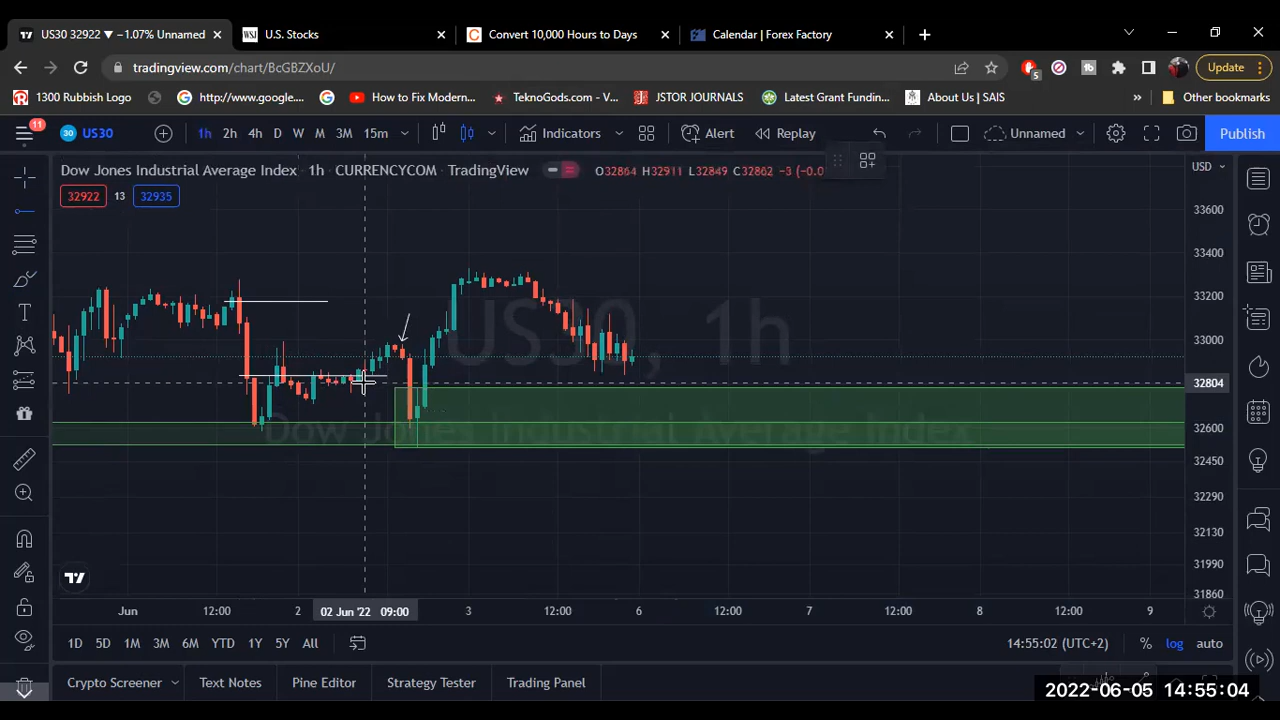 US30 32922 ▼ −1.07% Unnamed
U.S. Stocks
Convert 10,000 Hours to Days
Calendar | Forex Factory
tradingview.com/chart/BcGBZXoU/
5
Update
1300 Rubbish Logo
http://www.google....
How to Fix Modern...
TeknoGods.com - V...
JSTOR JOURNALS
Latest Grant Fundin...
About Us | SAIS
»
Other bookmarks
11
30 US30
1h 2h 4h D W M 3M 15m
Indicators
Alert
Replay
Unnamed
Publish
Dow Jones Industrial Average Index · 1h · CURRENCYCOM · TradingView
O32864 H32911 L32849 C32862 −3 (−0.0
USD
32922 13 32935
US30, 1h
Dow Jones Industrial Average Index
33600
33400
33200
33000
32804
32600
32450
32290
32130
31990
31860
Jun 12:00 2 02 Jun '22 09:00 3 12:00 6 12:00 7 12:00 8 12:00 9
1D 5D 1M 3M 6M YTD 1Y 5Y All
14:55:02 (UTC+2) % log auto
Crypto Screener
Text Notes
Pine Editor
Strategy Tester
Trading Panel
2022-06-05 14:55:04